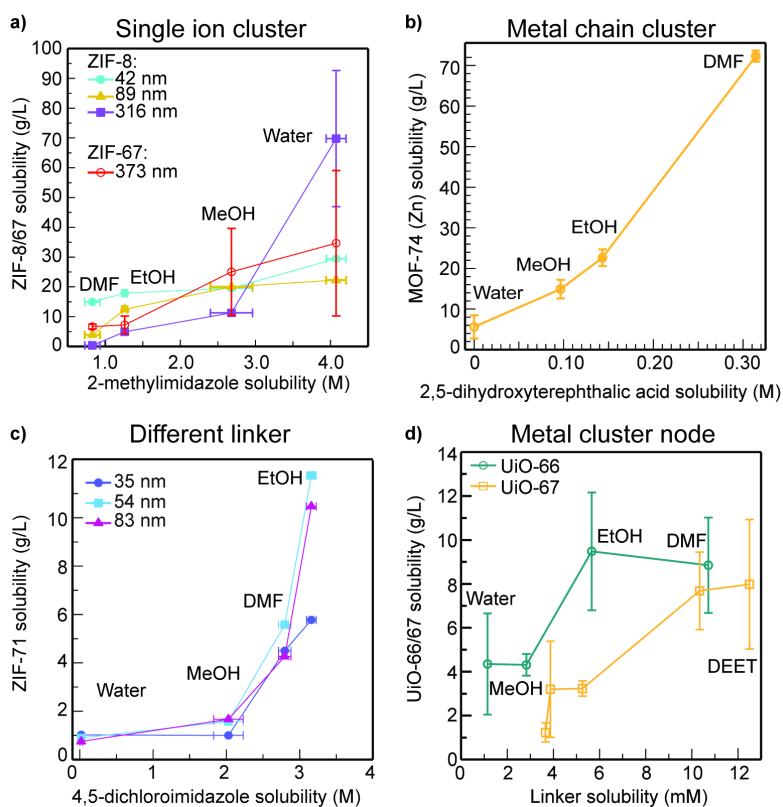 a)
Single ion cluster
ZIF-8:
42 nm
89 nm
316 nm
ZIF-67:
373 nm
Water
MeOH
DMF
EtOH
100
90
80
70
60
50
40
30
20
10
0
ZIF-8/67 solubility (g/L)
1.0 2.0 3.0 4.0
2-methylimidazole solubility (M)
b)
Metal chain cluster
DMF
EtOH
MeOH
Water
70
60
50
40
30
20
10
0
MOF-74 (Zn) solubility (g/L)
0 0.10 0.20 0.30
2,5-dihydroxyterephthalic acid solubility (M)
c)
Different linker
35 nm
54 nm
83 nm
EtOH
DMF
MeOH
Water
12
10
8
6
4
2
0
ZIF-71 solubility (g/L)
0 1 2 3 4
4,5-dichloroimidazole solubility (M)
d)
Metal cluster node
UiO-66
UiO-67
EtOH
DMF
Water
MeOH
DEET
14
12
10
8
6
4
2
0
UiO-66/67 solubility (g/L)
0 2 4 6 8 10 12
Linker solubility (mM)